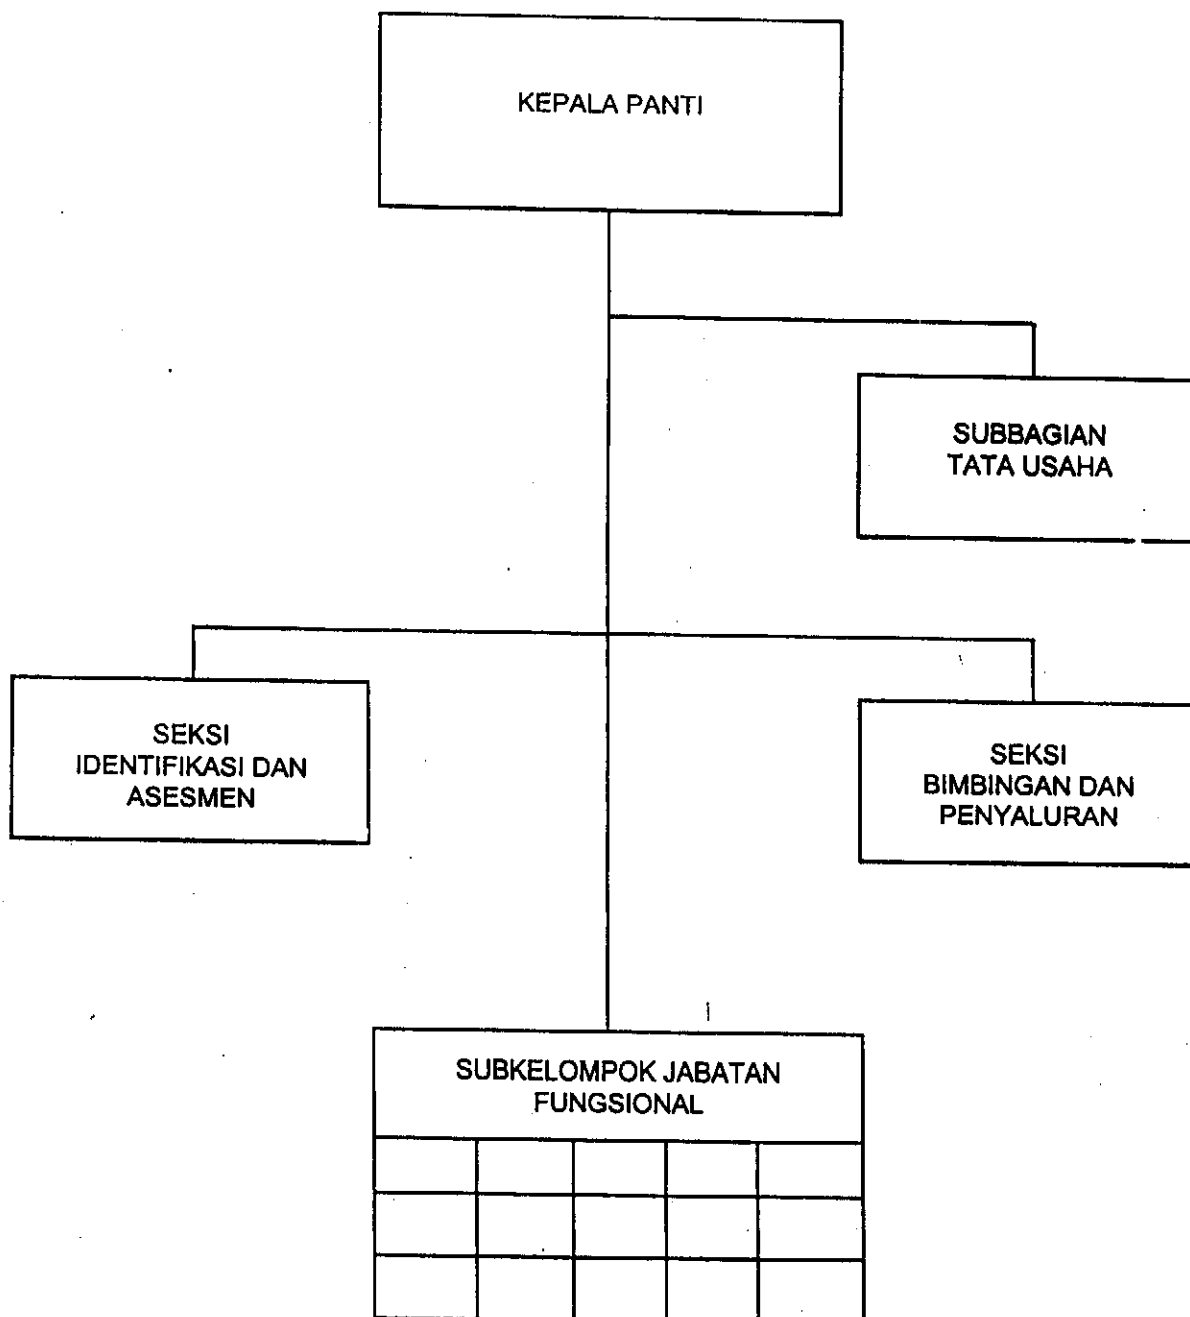 KEPALA PANTI
SUBBAGIAN
TATA USAHA
SEKSI
IDENTIFIKASI DAN
ASESMEN
SEKSI
BIMBINGAN DAN
PENYALURAN
SUBKELOMPOK JABATAN
FUNGSIONAL